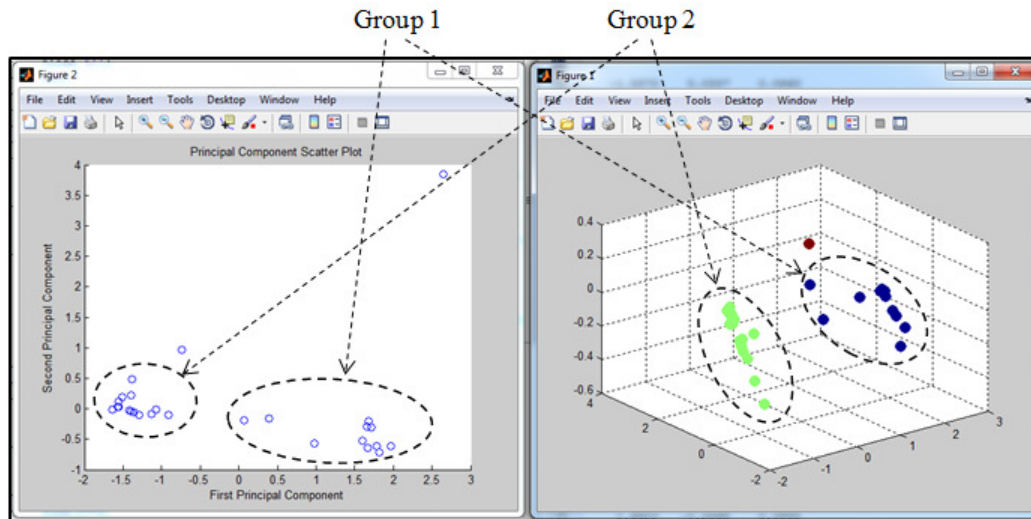 Group 1
Group 2
Figure 2
File Edit View Insert Tools Desktop Window Help
Principal Component Scatter Plot
Second Principal Component
4
3.5
3
2.5
2
1.5
1
0.5
0
-0.5
-1
-2 -1.5 -1 -0.5 0 0.5 1 1.5 2 2.5 3
First Principal Component
Figure 1
File Edit View Insert Tools Desktop Window Help
0.4
0.2
0
-0.2
-0.4
-0.6
4
2
0
-2
-2
-1
0
1
2
3